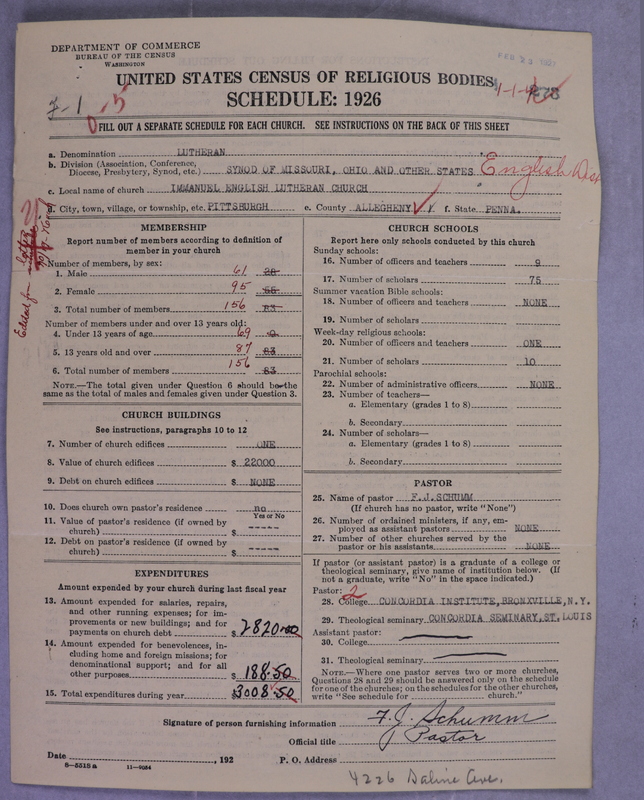 DEPARTMENT OF COMMERCE
BUREAU OF THE CENSUS
WASHINGTON
FEB 23 1927
UNITED STATES CENSUS OF RELIGIOUS BODIES
SCHEDULE: 1926
7-1
FILL OUT A SEPARATE SCHEDULE FOR EACH CHURCH. SEE INSTRUCTIONS ON THE BACK OF THIS SHEET
a. Denomination LUTHERAN
b. Division (Association, Conference, Diocese, Presbytery, Synod, etc.) SYNOD OF MISSOURI, OHIO AND OTHER STATES English Dist
c. Local name of church IMMANUEL ENGLISH LUTHERAN CHURCH
d. City, town, village, or township, etc. PITTSBURGH e. County ALLEGHENY f. State PENNA.
MEMBERSHIP
Report number of members according to definition of member in your church
Number of members, by sex:
1. Male 61 28
2. Female 95 55
3. Total number of members 156 83
Number of members under and over 13 years old:
4. Under 13 years of age 69 0
5. 13 years old and over 87 83
6. Total number of members 156 83
NOTE.—The total given under Question 6 should be the same as the total of males and females given under Question 3.
CHURCH BUILDINGS
See instructions, paragraphs 10 to 12
7. Number of church edifices ONE
8. Value of church edifices $ 22000
9. Debt on church edifices $ NONE
10. Does church own pastor's residence no
Yes or No
11. Value of pastor's residence (if owned by church) $ -----
12. Debt on pastor's residence (if owned by church) $ -----
EXPENDITURES
Amount expended by your church during last fiscal year
13. Amount expended for salaries, repairs, and other running expenses; for improvements or new buildings; and for payments on church debt $ 2820.00
14. Amount expended for benevolences, including home and foreign missions; for denominational support; and for all other purposes $ 188.50
15. Total expenditures during year $ 3008.50
CHURCH SCHOOLS
Report here only schools conducted by this church
Sunday schools:
16. Number of officers and teachers 9
17. Number of scholars 75
Summer vacation Bible schools:
18. Number of officers and teachers NONE
19. Number of scholars
Week-day religious schools:
20. Number of officers and teachers ONE
21. Number of scholars 10
Parochial schools:
22. Number of administrative officers NONE
23. Number of teachers—
a. Elementary (grades 1 to 8)
b. Secondary
24. Number of scholars—
a. Elementary (grades 1 to 8)
b. Secondary
PASTOR
25. Name of pastor F.J.SCHUMM
(If church has no pastor, write "None")
26. Number of ordained ministers, if any, employed as assistant pastors NONE
27. Number of other churches served by the pastor or his assistants NONE
If pastor (or assistant pastor) is a graduate of a college or theological seminary, give name of institution below. (If not a graduate, write "No" in the space indicated.)
Pastor: 2
28. College CONCORDIA INSTITUTE, BRONXVILLE, N.Y.
29. Theological seminary CONCORDIA SEMINARY, ST. LOUIS
Assistant pastor:
30. College
31. Theological seminary
NOTE.—Where one pastor serves two or more churches, Questions 28 and 29 should be answered only on the schedule for one of the churches; on the schedules for the other churches, write "See schedule for church."
Signature of person furnishing information F. J. Schumm
Official title Pastor
Date , 192 P. O. Address 4226 Saline Ave.
8-5518a 11-9084